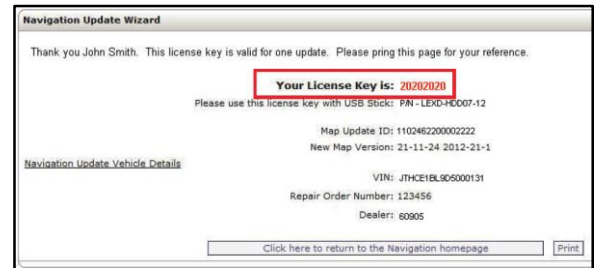 Navigation Update Wizard
Thank you John Smith. This license key is valid for one update. Please pring this page for your reference.
Your License Key is: 20202020
Please use this license key with USB Stick: P/N - LEXD-HDD07-12
Map Update ID: 1102462200002222
New Map Version: 21-11-24 2012-21-1
Navigation Update Vehicle Details
VIN: JTHCE1BL9D5000131
Repair Order Number: 123456
Dealer: 60905
Click here to return to the Navigation homepage
Print